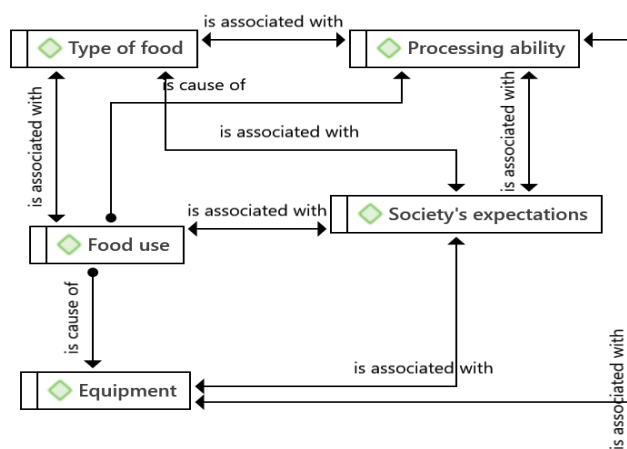 is associated with
Type of food
Processing ability
is cause of
is associated with
is associated with
is associated with
is associated with
Society's expectations
Food use
is cause of
is associated with
Equipment
is associated with